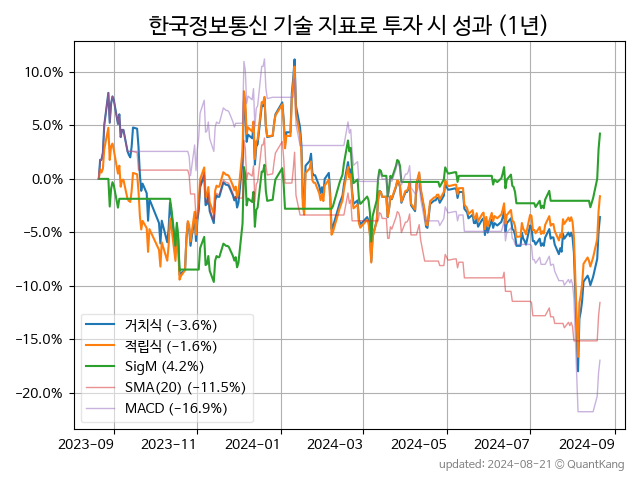 한국정보통신 기술 지표로 투자 시 성과 (1년)
10.0%
5.0%
0.0%
−5.0%
−10.0%
−15.0%
−20.0%
거치식 (−3.6%)
적립식 (−1.6%)
SigM (4.2%)
SMA(20) (−11.5%)
MACD (−16.9%)
2023-09 2023-11 2024-01 2024-03 2024-05 2024-07 2024-09
updated: 2024-08-21 © QuantKang